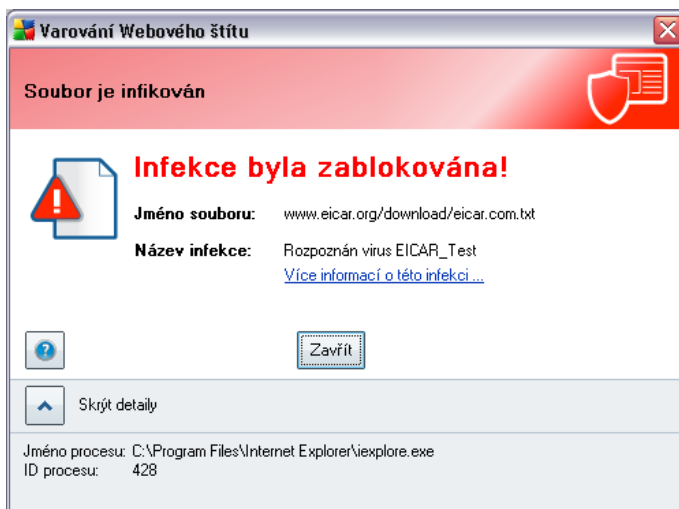 Varování Webového štítu
Soubor je infikován
Infekce byla zablokována!
Jméno souboru: www.eicar.org/download/eicar.com.txt
Název infekce: Rozpoznán virus EICAR_Test
Více informací o této infekci ...
Zavřít
Skrýt detaily
Jméno procesu: C:\Program Files\Internet Explorer\iexplore.exe
ID procesu: 428